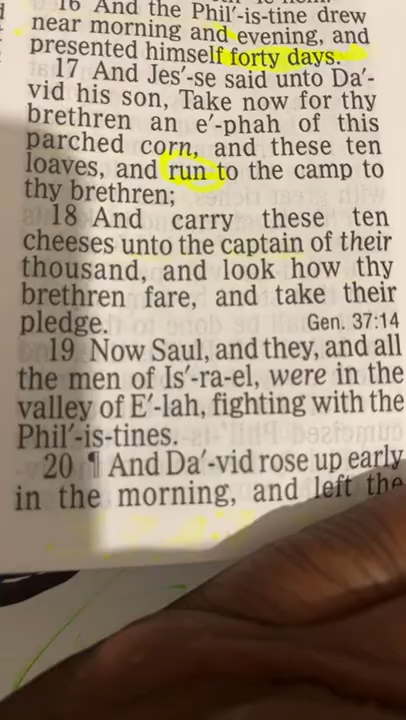 16 And the Phil′-is-tine drew
near morning and evening, and
presented himself forty days.
17 And Jes′-se said unto Da′-
vid his son, Take now for thy
brethren an e′-phah of this
parched corn, and these ten
loaves, and run to the camp to
thy brethren;
18 And carry these ten
cheeses unto the captain of their
thousand, and look how thy
brethren fare, and take their
pledge. Gen. 37:14
19 Now Saul, and they, and all
the men of Is′-ra-el, were in the
valley of E′-lah, fighting with the
Phil′-is-tines.
20 ¶ And Da′-vid rose up early
in the morning, and left the